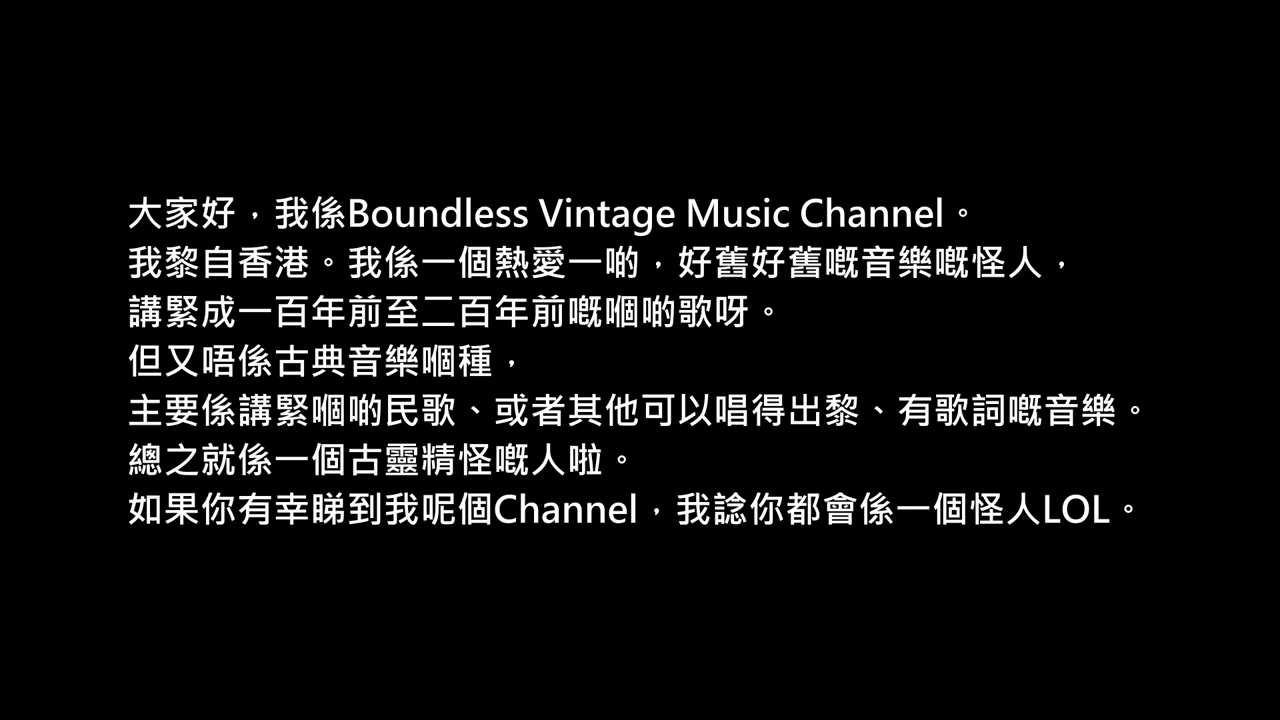 大家好，我係Boundless Vintage Music Channel。
我黎自香港。我係一個熱愛一啲，好舊好舊嘅音樂嘅怪人，
講緊成一百年前至二百年前嘅嗰啲歌呀。
但又唔係古典音樂嗰種，
主要係講緊嗰啲民歌、或者其他可以唱得出黎、有歌詞嘅音樂。
總之就係一個古靈精怪嘅人啦。
如果你有幸睇到我呢個Channel，我諗你都會係一個怪人LOL。